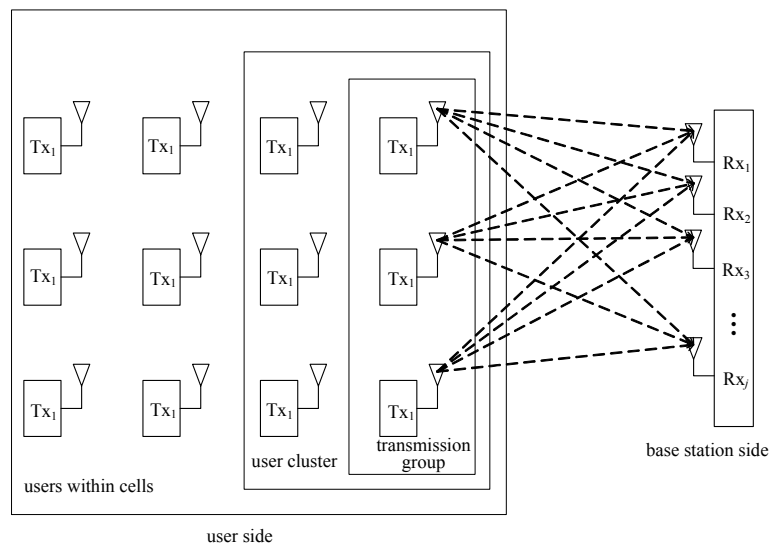 Tx1 Tx1 Tx1 Tx1
Rx1
Rx2
Tx1 Tx1 Tx1 Tx1
Rx3
Tx1 Tx1 Tx1 Tx1
Rxj
transmission
group
user cluster
base station side
users within cells
user side